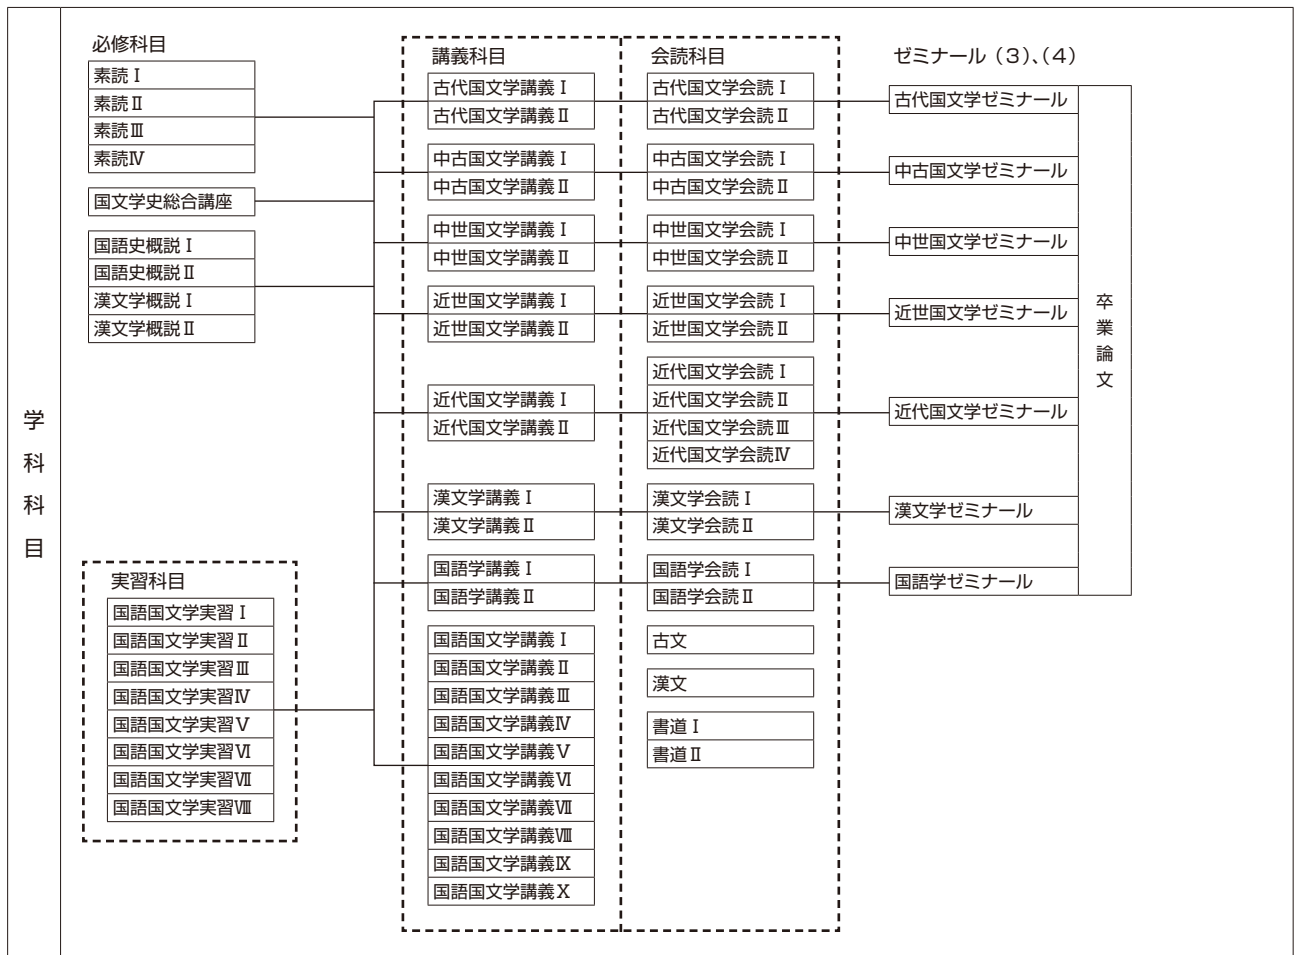 学科科目
必修科目
素読Ⅰ
素読Ⅱ
素読Ⅲ
素読Ⅳ
国文学史総合講座
国語史概説Ⅰ
国語史概説Ⅱ
漢文学概説Ⅰ
漢文学概説Ⅱ
実習科目
国語国文学実習Ⅰ
国語国文学実習Ⅱ
国語国文学実習Ⅲ
国語国文学実習Ⅳ
国語国文学実習Ⅴ
国語国文学実習Ⅵ
国語国文学実習Ⅶ
国語国文学実習Ⅷ
講義科目
古代国文学講義Ⅰ
古代国文学講義Ⅱ
中古国文学講義Ⅰ
中古国文学講義Ⅱ
中世国文学講義Ⅰ
中世国文学講義Ⅱ
近世国文学講義Ⅰ
近世国文学講義Ⅱ
近代国文学講義Ⅰ
近代国文学講義Ⅱ
漢文学講義Ⅰ
漢文学講義Ⅱ
国語学講義Ⅰ
国語学講義Ⅱ
国語国文学講義Ⅰ
国語国文学講義Ⅱ
国語国文学講義Ⅲ
国語国文学講義Ⅳ
国語国文学講義Ⅴ
国語国文学講義Ⅵ
国語国文学講義Ⅶ
国語国文学講義Ⅷ
国語国文学講義Ⅸ
国語国文学講義Ⅹ
会読科目
古代国文学会読Ⅰ
古代国文学会読Ⅱ
中古国文学会読Ⅰ
中古国文学会読Ⅱ
中世国文学会読Ⅰ
中世国文学会読Ⅱ
近世国文学会読Ⅰ
近世国文学会読Ⅱ
近代国文学会読Ⅰ
近代国文学会読Ⅱ
近代国文学会読Ⅲ
近代国文学会読Ⅳ
漢文学会読Ⅰ
漢文学会読Ⅱ
国語学会読Ⅰ
国語学会読Ⅱ
古文
漢文
書道Ⅰ
書道Ⅱ
ゼミナール（3）、（4）
古代国文学ゼミナール
中古国文学ゼミナール
中世国文学ゼミナール
近世国文学ゼミナール
近代国文学ゼミナール
漢文学ゼミナール
国語学ゼミナール
卒業論文